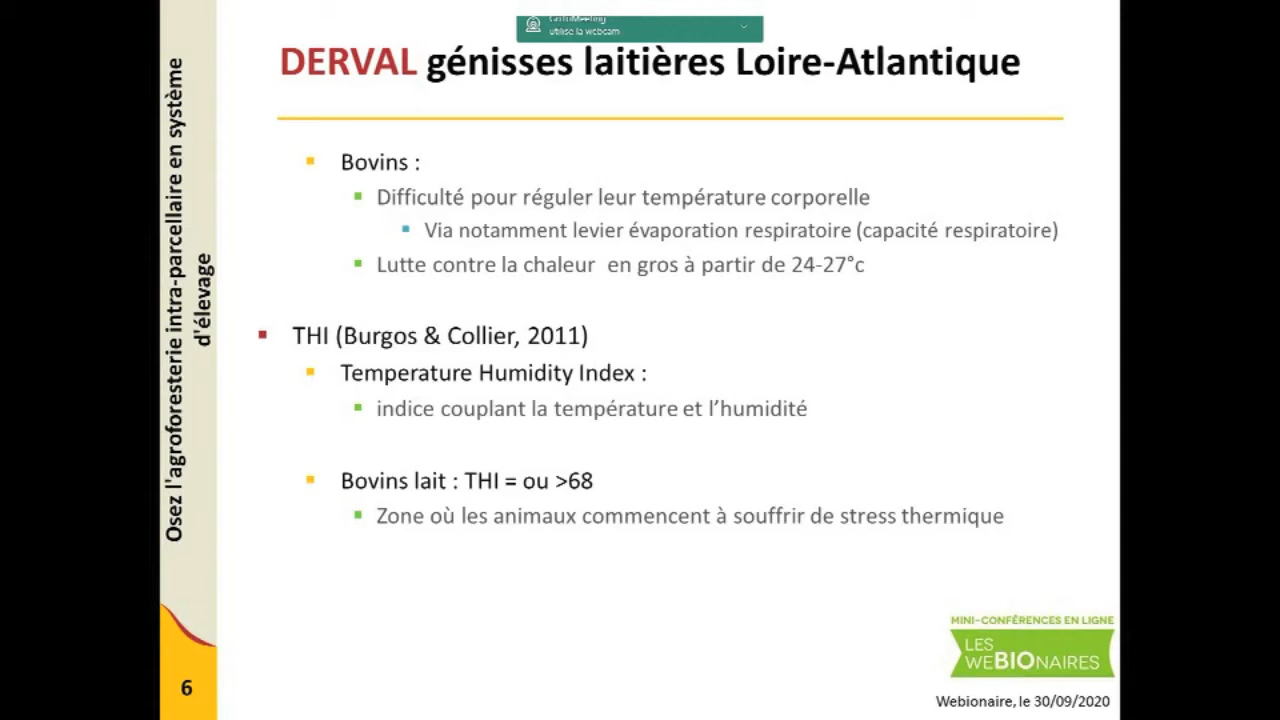 utilise la webcam
DERVAL génisses laitières Loire-Atlantique
Osez l'agroforesterie intra-parcellaire en système
d'élevage
Bovins :
Difficulté pour réguler leur température corporelle
Via notamment levier évaporation respiratoire (capacité respiratoire)
Lutte contre la chaleur en gros à partir de 24-27°c
THI (Burgos & Collier, 2011)
Temperature Humidity Index :
indice couplant la température et l’humidité
Bovins lait : THI = ou >68
Zone où les animaux commencent à souffrir de stress thermique
MINI-CONFÉRENCES EN LIGNE
LES
WEBIONAIRES
6
Webionaire, le 30/09/2020